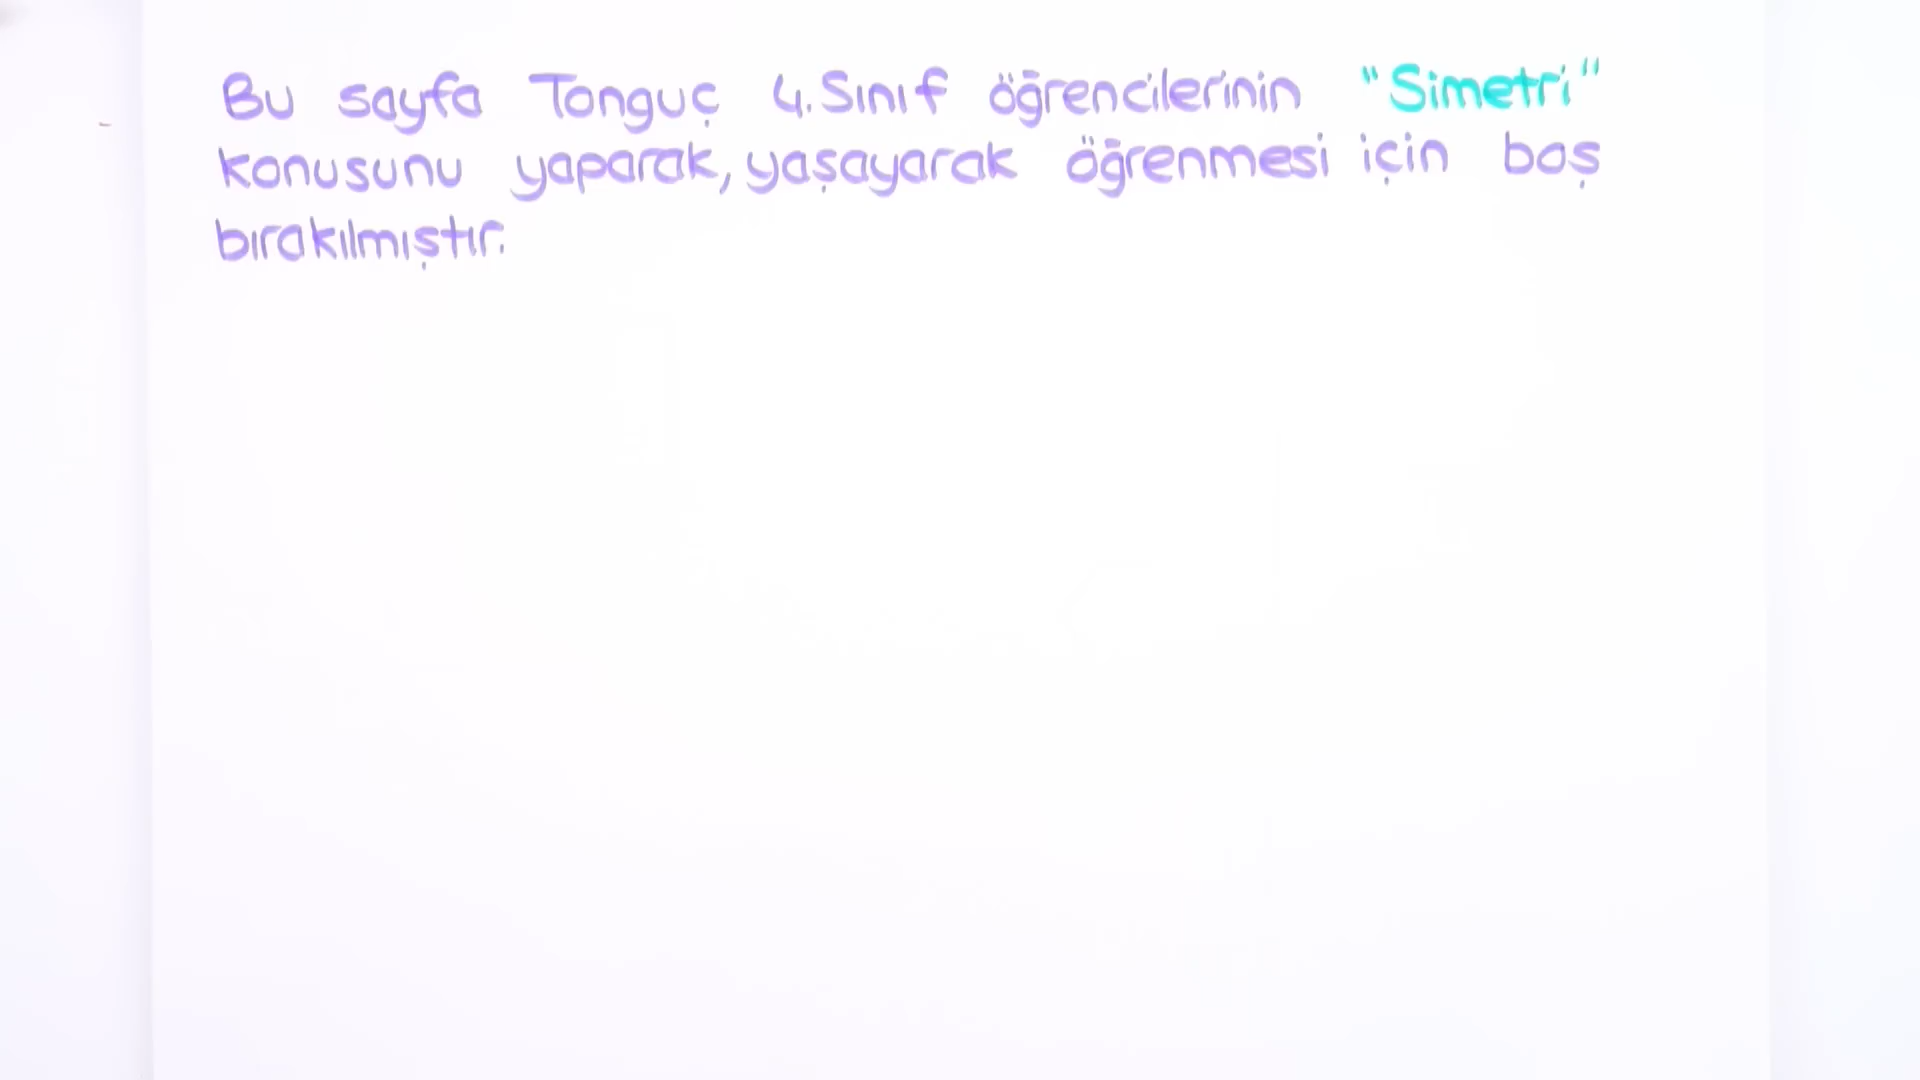 Bu sayfa Tonguç 4. Sınıf öğrencilerinin "Simetri"
konusunu yaparak, yaşayarak öğrenmesi için boş
bırakılmıştır.